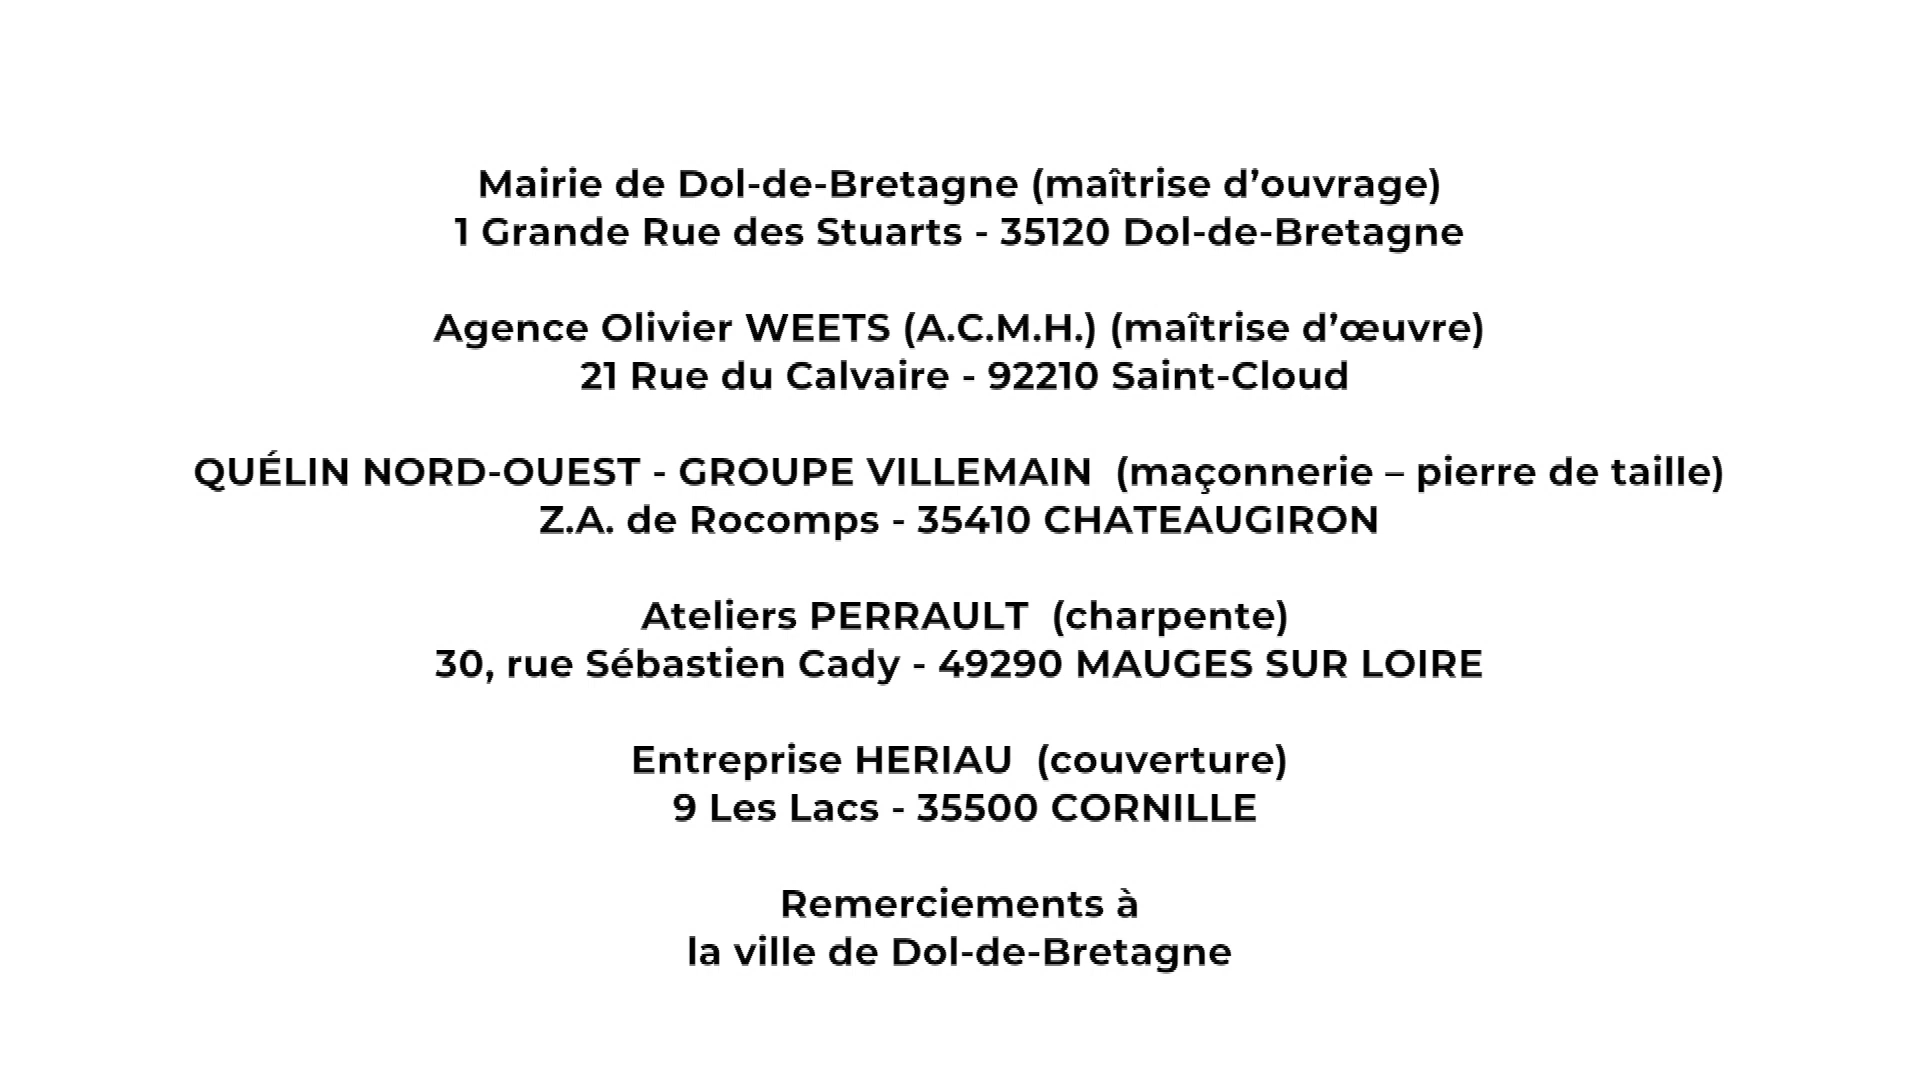 Mairie de Dol-de-Bretagne (maîtrise d’ouvrage)
1 Grande Rue des Stuarts - 35120 Dol-de-Bretagne
Agence Olivier WEETS (A.C.M.H.) (maîtrise d’œuvre)
21 Rue du Calvaire - 92210 Saint-Cloud
QUÉLIN NORD-OUEST - GROUPE VILLEMAIN  (maçonnerie – pierre de taille)
Z.A. de Rocomps - 35410 CHATEAUGIRON
Ateliers PERRAULT  (charpente)
30, rue Sébastien Cady - 49290 MAUGES SUR LOIRE
Entreprise HERIAU  (couverture)
9 Les Lacs - 35500 CORNILLE
Remerciements à
la ville de Dol-de-Bretagne